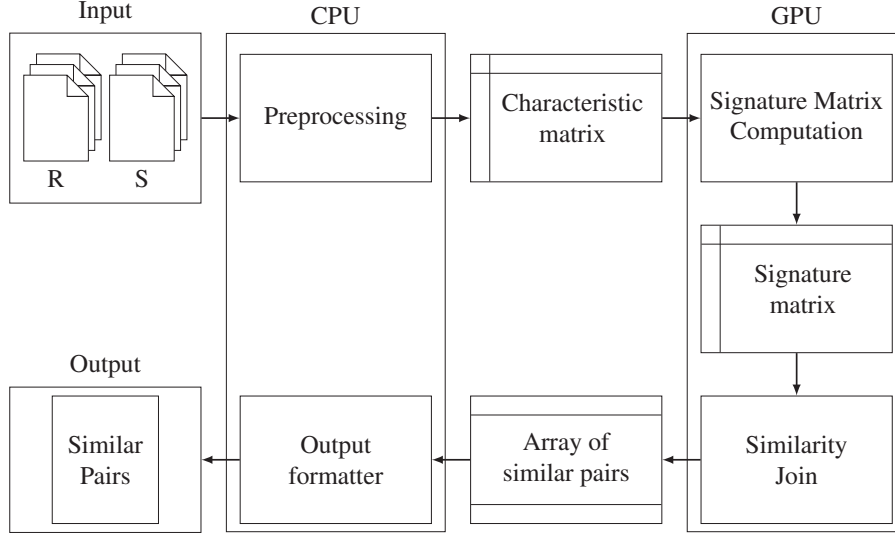 Input
CPU
GPU
R
S
Preprocessing
Characteristic
matrix
Signature Matrix
Computation
Signature
matrix
Output
Similar
Pairs
Output
formatter
Array of
similar pairs
Similarity
Join